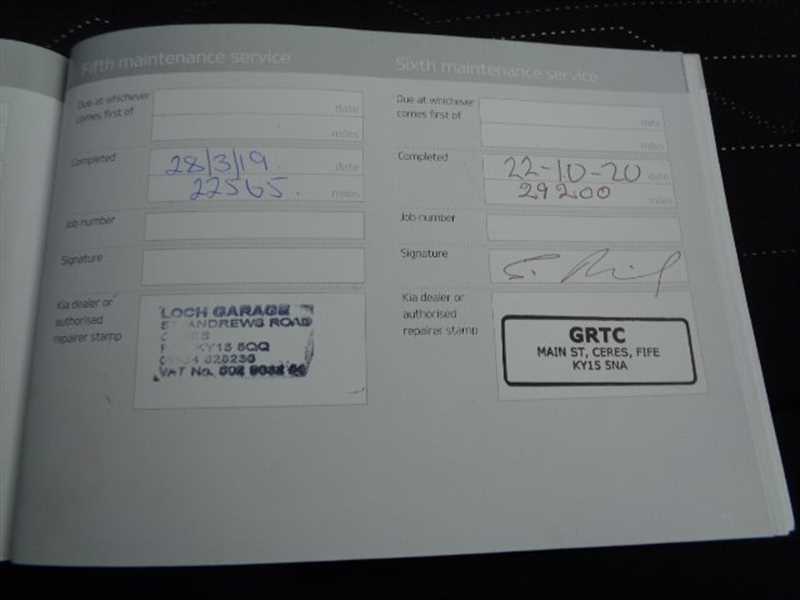 Fifth maintenance service
Due at whichever
comes first of
date
miles
Completed
28/3/19 date
22565 miles
Job number
Signature
Kia dealer or
authorised
repairer stamp
LOCH GARAGE
ST ANDREWS ROAD
KY15 5QQ
VAT No.
Sixth maintenance service
Due at whichever
comes first of
date
miles
Completed
22-10-20 date
29200 miles
Job number
Signature
Kia dealer or
authorised
repairer stamp
GRTC
MAIN ST, CERES, FIFE
KY15 5NA